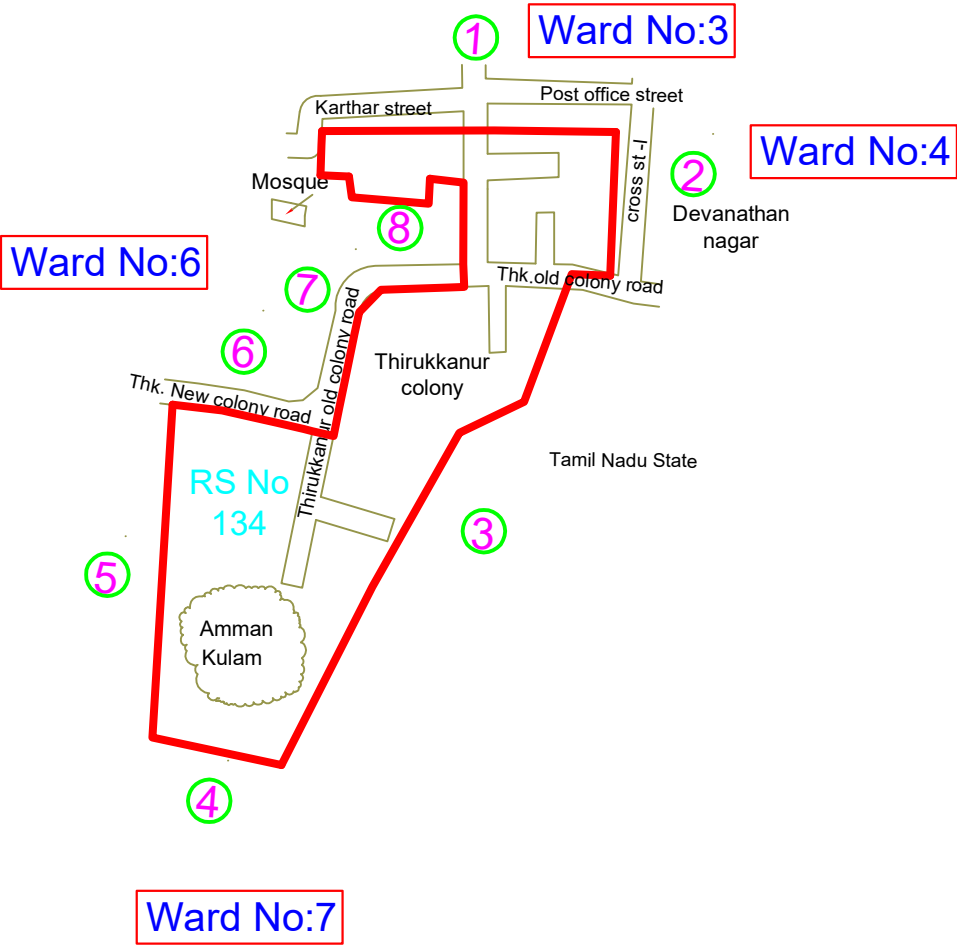 1
Ward No:3
Post office street
Karthar street
Ward No:4
2
cross st -I
Mosque
Devanathan
nagar
8
Ward No:6
Thk.old colony road
7
6
Thirukkanur old colony road
Thirukkanur
colony
Thk. New colony road
Tamil Nadu State
RS No
134
3
5
Amman
Kulam
4
Ward No:7